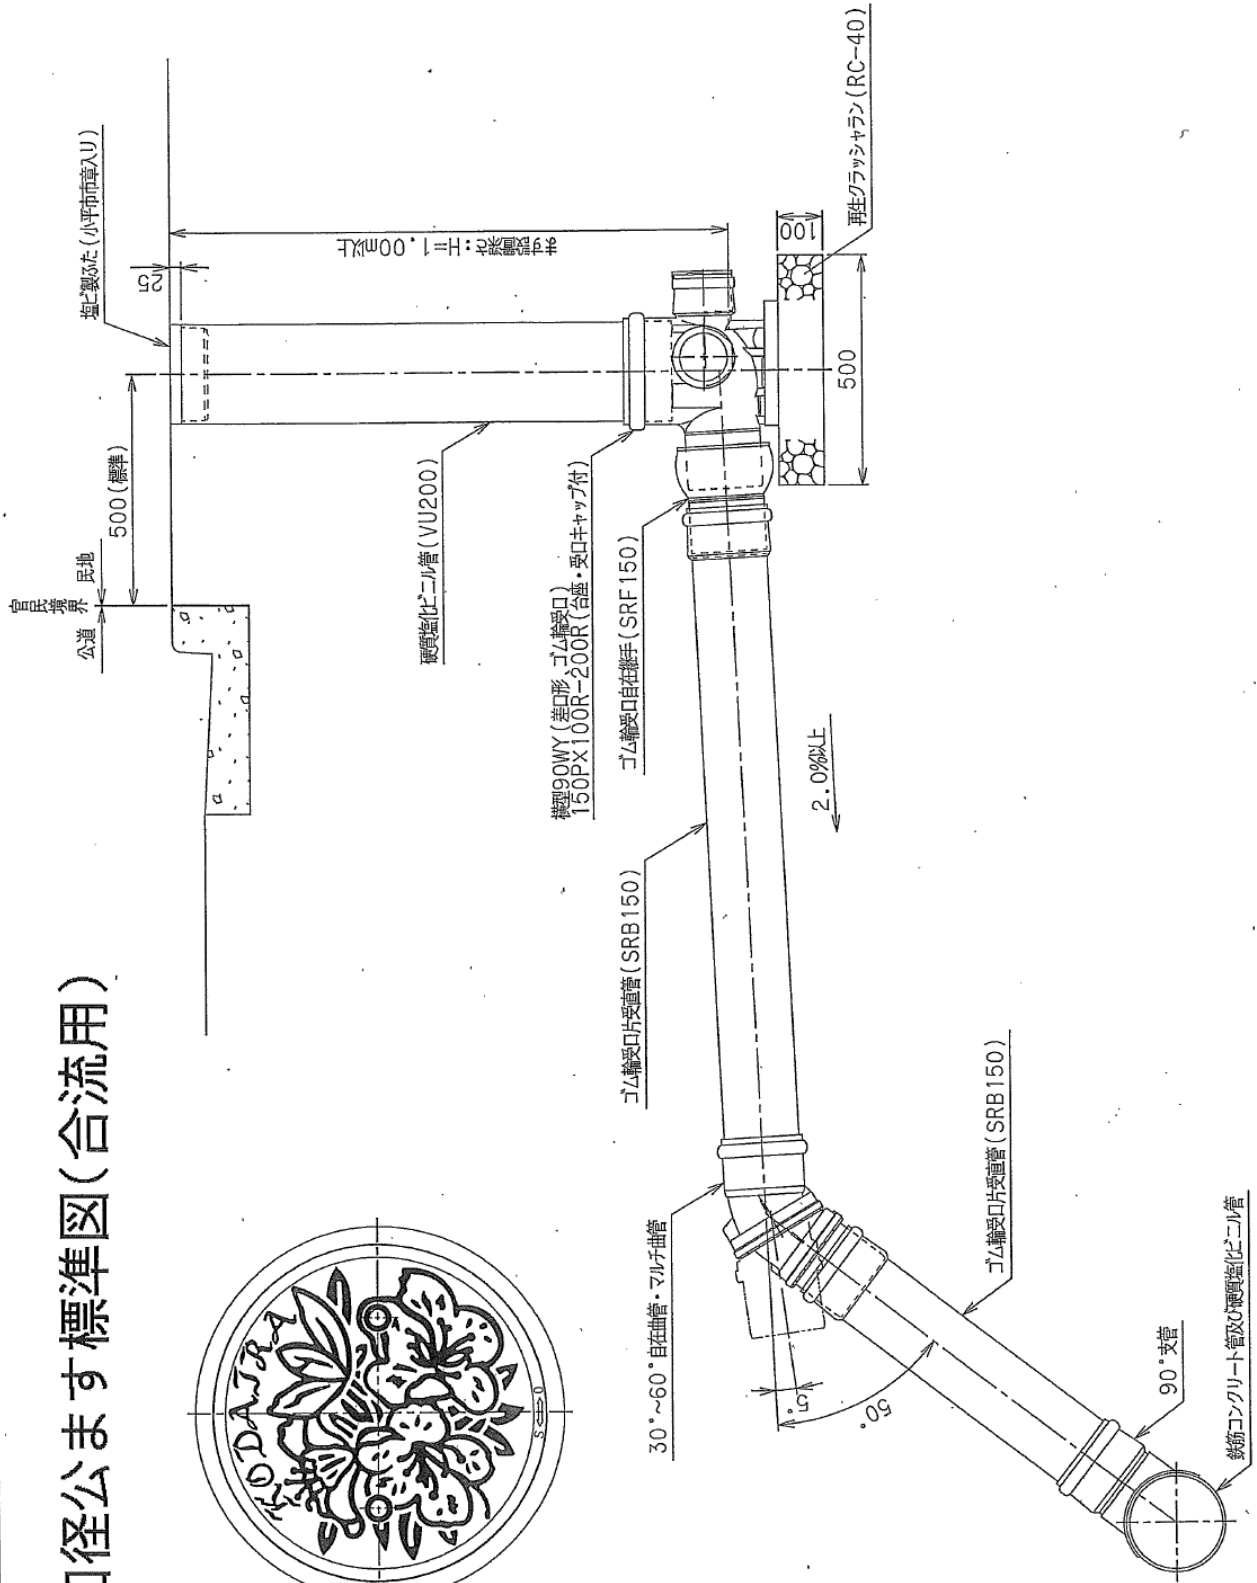 口径公ます標準図(合流用)
KODAIRA
S⇔O
官民境界
公道
民地
500(標準)
塩ビ製ふた(小平市市章入り)
25
ます設置深さ:H=1.00m以上
硬質塩化ビニル管(VU200)
横型90WY(差口形、ゴム輪受口)
150PX100R-200R(台座・受口キャップ付)
ゴム輪受口自在継手(SRF150)
100
再生クラッシャラン(RC-40)
500
ゴム輪受口片受直管(SRB150)
2.0%以上
30°~60°自在曲管・マルチ曲管
5°
50°
ゴム輪受口片受直管(SRB150)
90°支管
鉄筋コンクリート管及び硬質塩化ビニル管